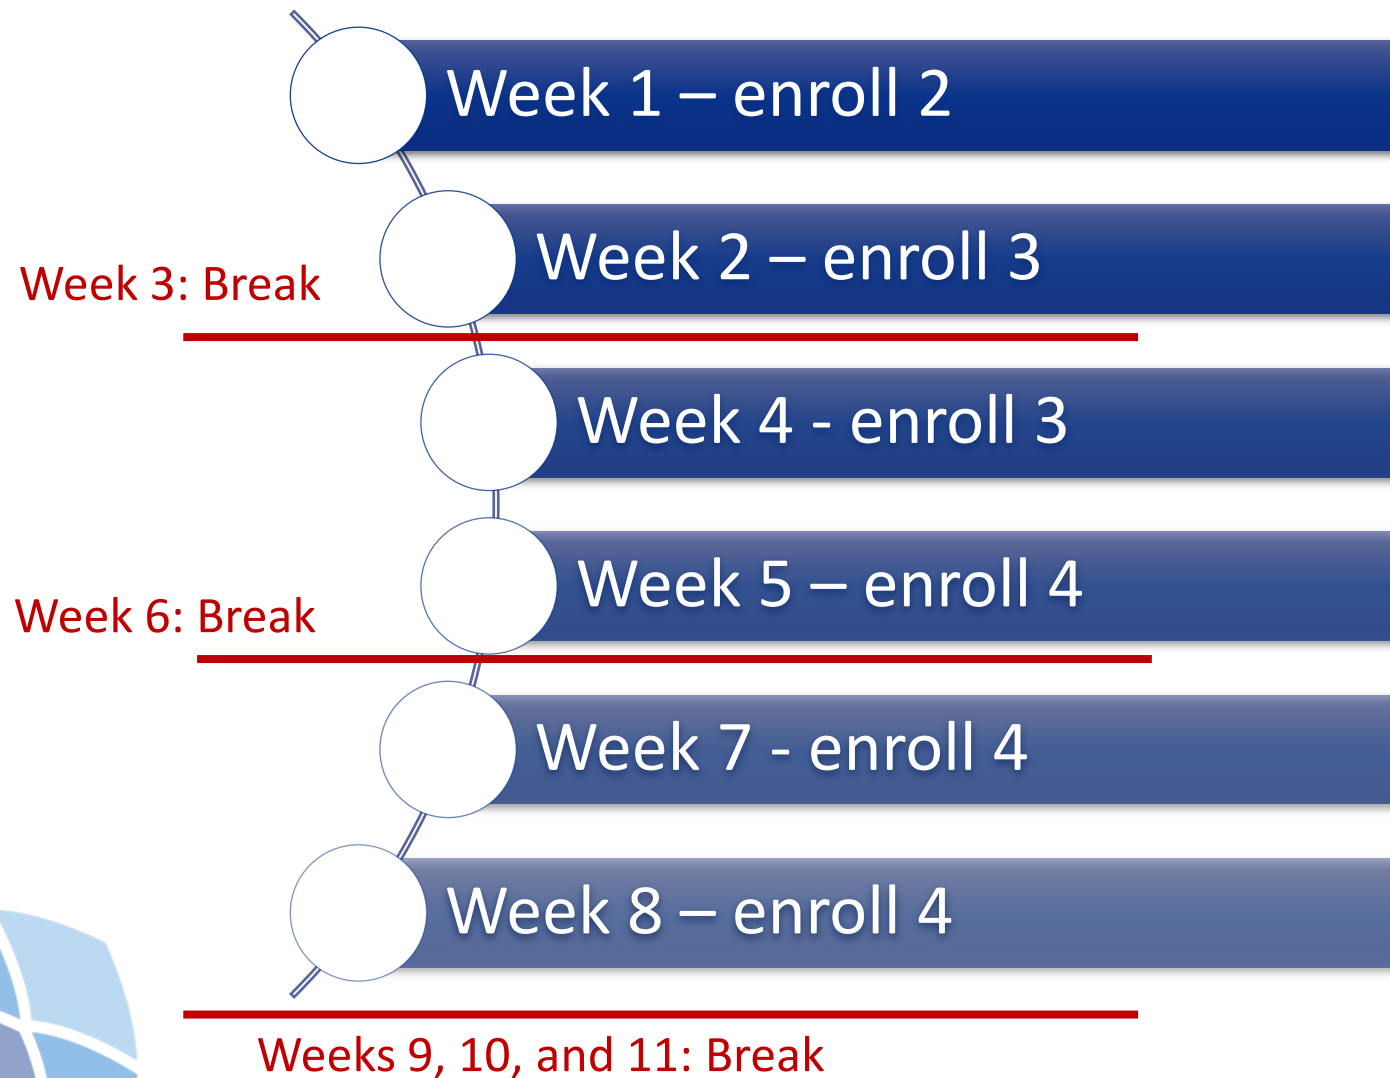 Week 1 – enroll 2
Week 2 – enroll 3
Week 3: Break
Week 4 - enroll 3
Week 5 – enroll 4
Week 6: Break
Week 7 - enroll 4
Week 8 – enroll 4
Weeks 9, 10, and 11: Break